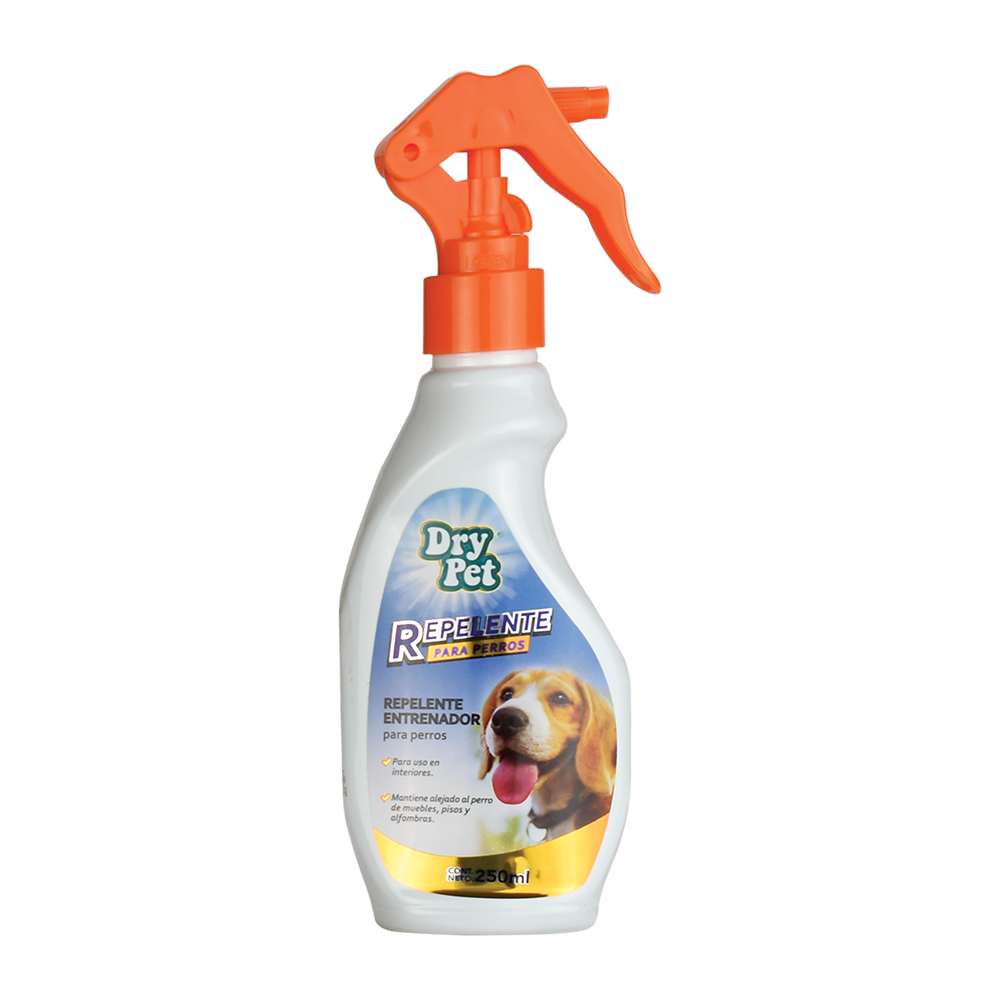 Dry
Pet
REPELENTE
PARA PERROS
REPELENTE
ENTRENADOR
para perros
Para uso en
interiores.
Mantiene alejado al perro
de muebles, pisos y
alfombras.
CONT.
NETO: 250ml